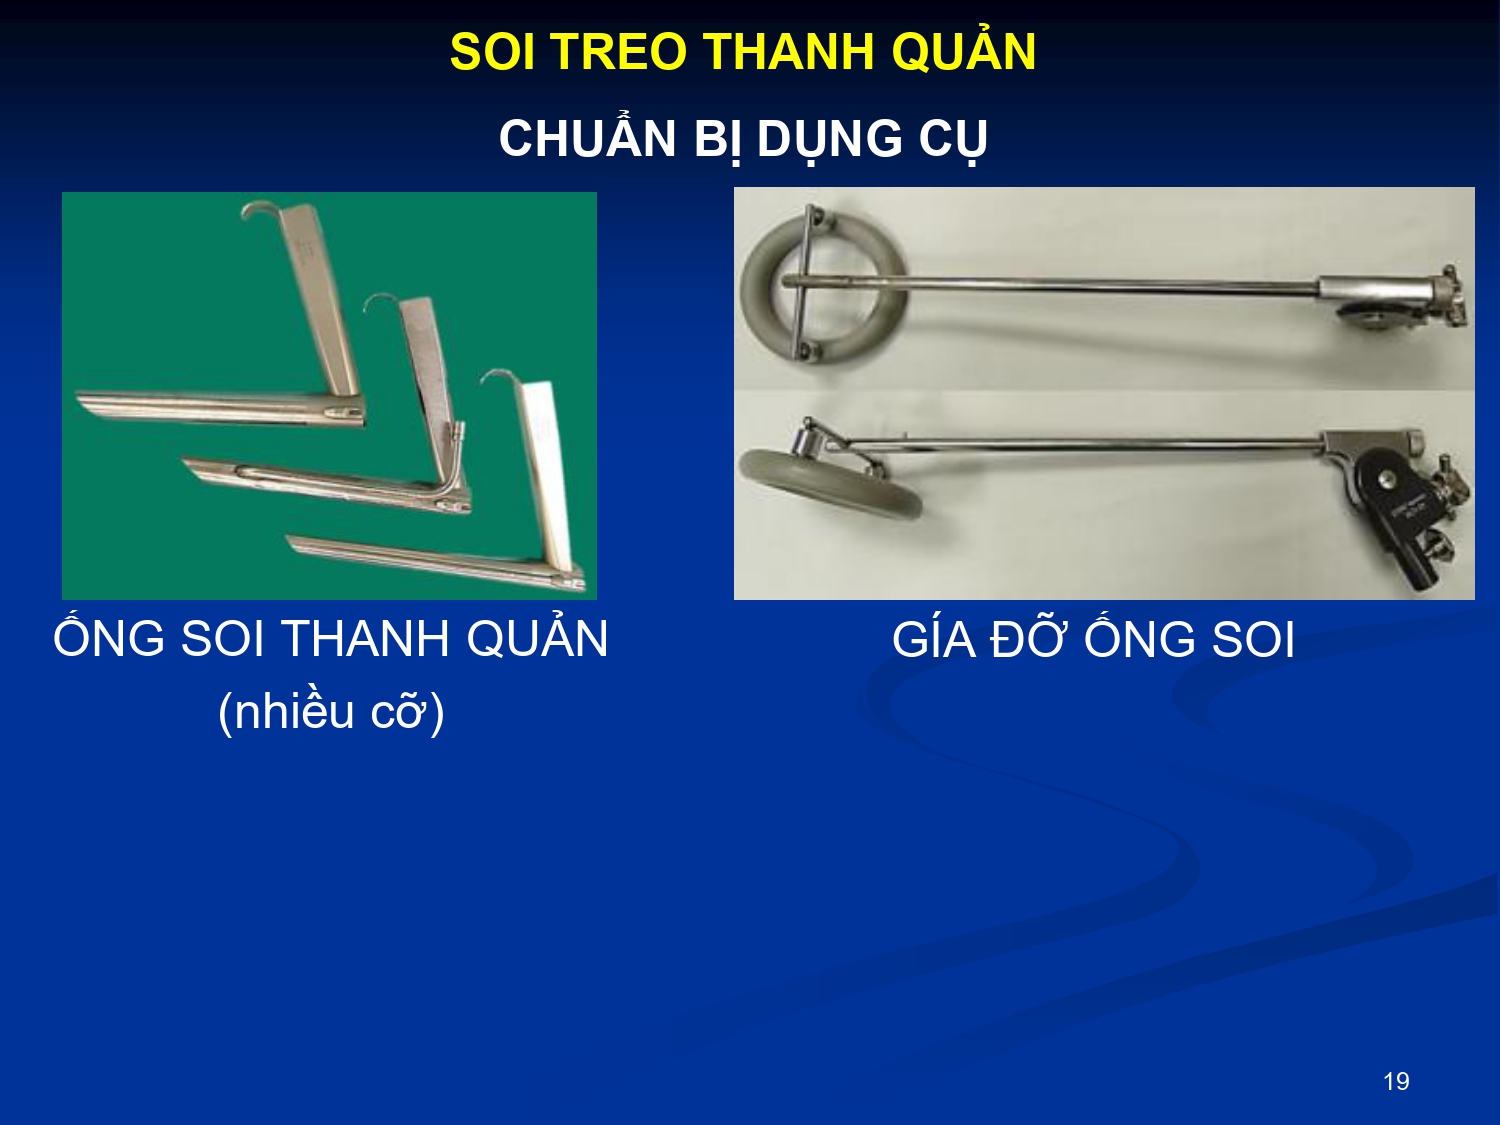 SOI TREO THANH QUẢN
CHUẨN BỊ DỤNG CỤ
ỐNG SOI THANH QUẢN
(nhiều cỡ)
GÍA ĐỠ ỐNG SOI
19